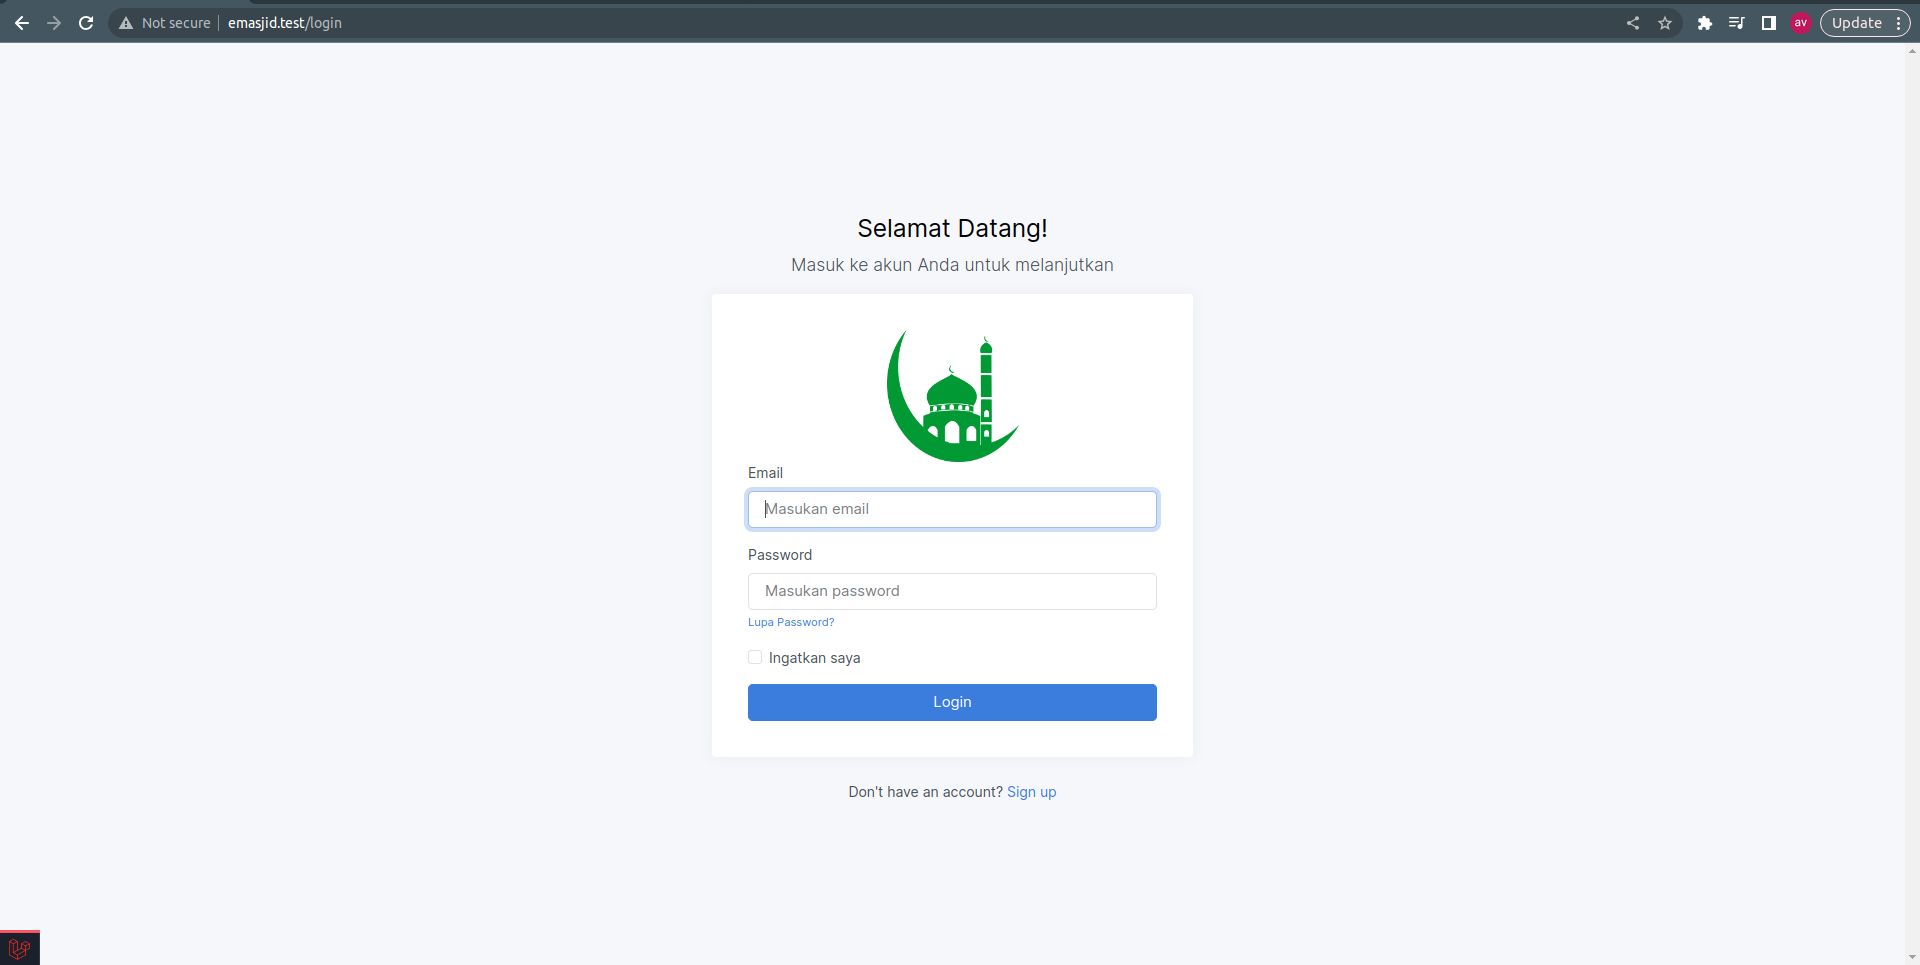 Not secure
emasjid.test/login
av
Update
Selamat Datang!
Masuk ke akun Anda untuk melanjutkan
Email
Masukan email
Password
Masukan password
Lupa Password?
Ingatkan saya
Login
Don't have an account? Sign up